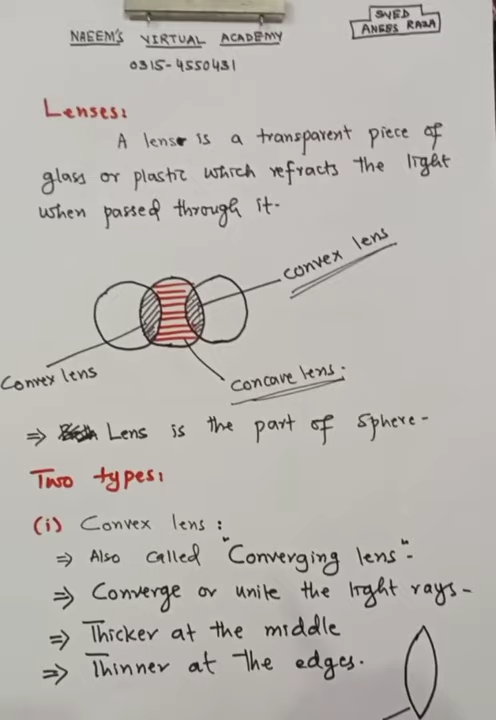 NAEEM'S VIRTUAL ACADEMY
0315-4550431
SYED
ANEES RAZA
Lenses:
A lens is a transparent piece of
glass or plastic which refracts the light
when passed through it.
Convex lens
Convex lens
Concave lens.
⇒ Lens is the part of sphere-
Two types:
(i) Convex lens:
⇒ Also called "Converging lens"-
⇒ Converge or unite the light rays-
⇒ Thicker at the middle
⇒ Thinner at the edges.